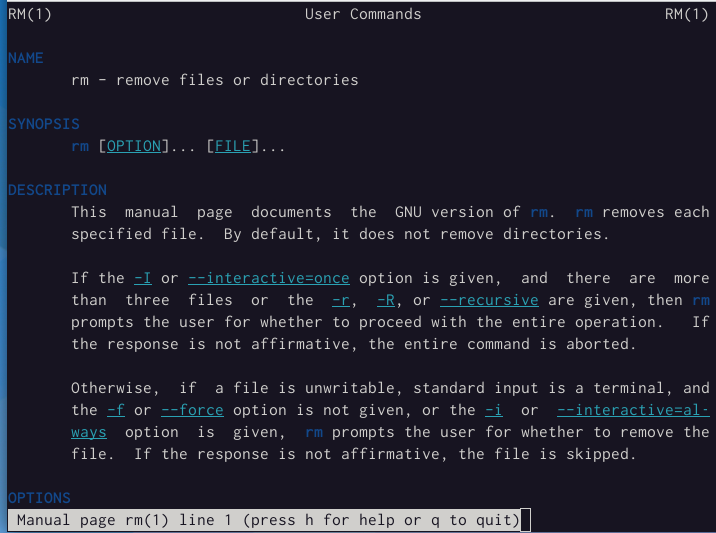 RM(1) User Commands RM(1)
NAME
rm - remove files or directories
SYNOPSIS
rm [OPTION]... [FILE]...
DESCRIPTION
This manual page documents the GNU version of rm. rm removes each
specified file. By default, it does not remove directories.
If the -I or --interactive=once option is given, and there are more
than three files or the -r, -R, or --recursive are given, then rm
prompts the user for whether to proceed with the entire operation. If
the response is not affirmative, the entire command is aborted.
Otherwise, if a file is unwritable, standard input is a terminal, and
the -f or --force option is not given, or the -i or --interactive=al-
ways option is given, rm prompts the user for whether to remove the
file. If the response is not affirmative, the file is skipped.
OPTIONS
Manual page rm(1) line 1 (press h for help or q to quit)